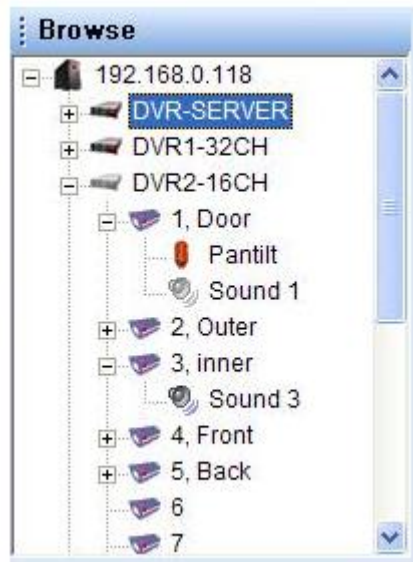 Browse
192.168.0.118
DVR-SERVER
DVR1-32CH
DVR2-16CH
1, Door
Pantilt
Sound 1
2, Outer
3, inner
Sound 3
4, Front
5, Back
6
7